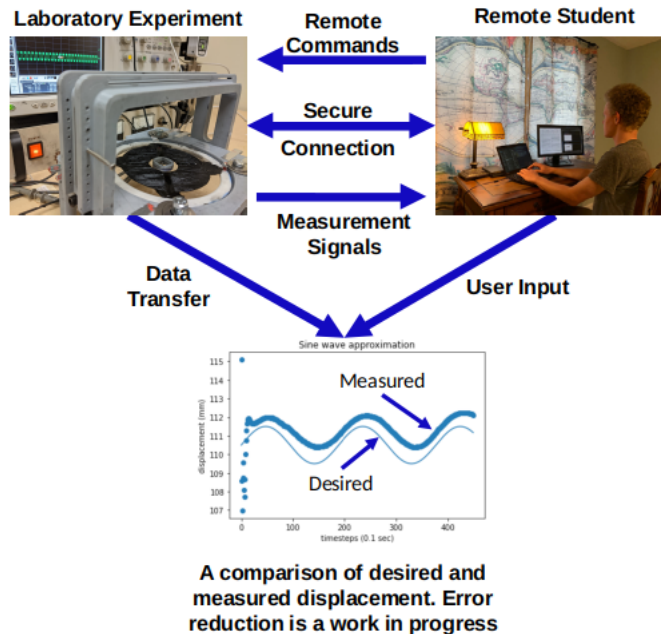 Laboratory Experiment
Remote
Commands
Remote Student
Secure
Connection
Measurement
Signals
Data
Transfer
User Input
Sine wave approximation
115
114
113
112
111
110
109
108
107
displacement (mm)
Measured
Desired
0
100
200
300
400
timesteps (0.1 sec)
A comparison of desired and
measured displacement. Error
reduction is a work in progress